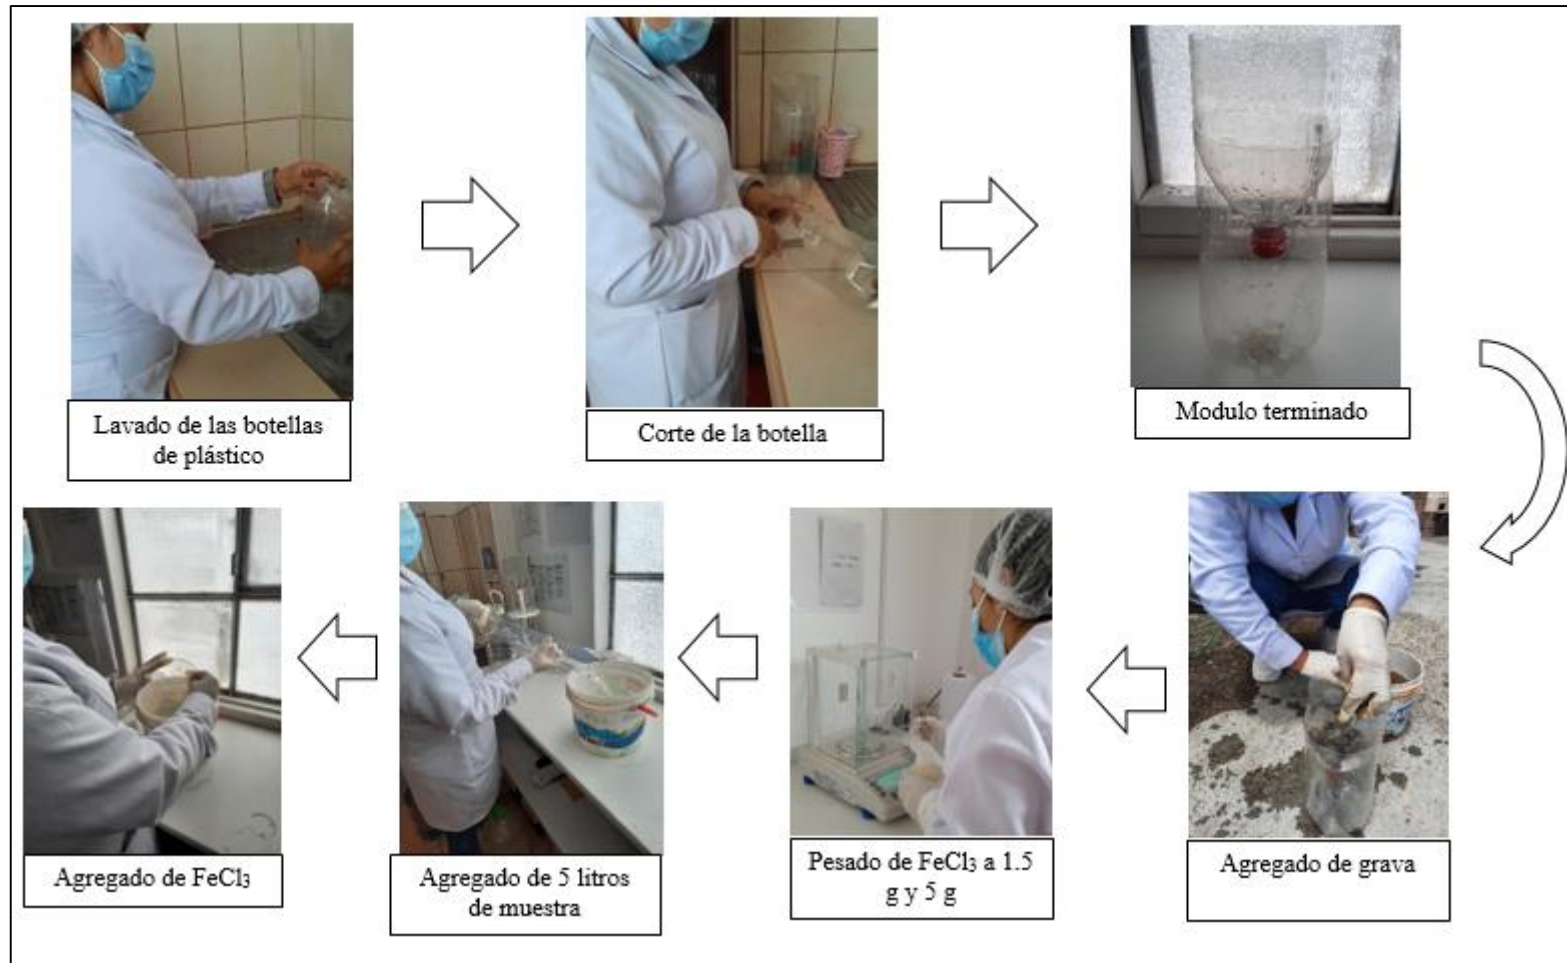 Lavado de las botellas
de plástico
Corte de la botella
Modulo terminado
Agregado de grava
Pesado de FeCl₃ a 1.5
g y 5 g
Agregado de 5 litros
de muestra
Agregado de FeCl₃